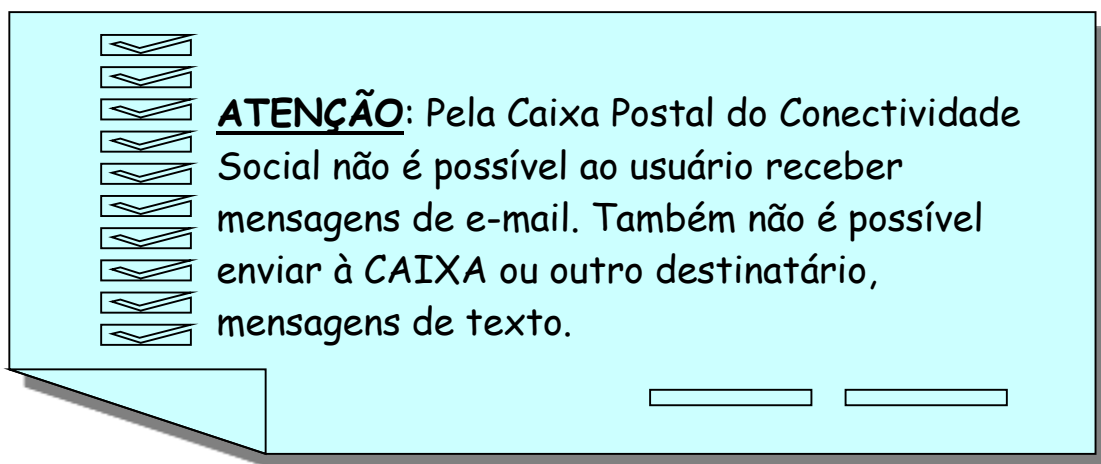 ATENÇÃO: Pela Caixa Postal do Conectividade
Social não é possível ao usuário receber
mensagens de e-mail. Também não é possível
enviar à CAIXA ou outro destinatário,
mensagens de texto.